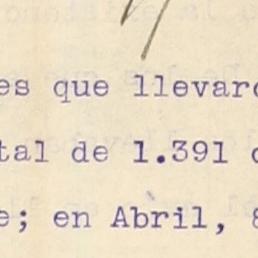 es que llevaro
tal de 1.391
e; en Abril, 8